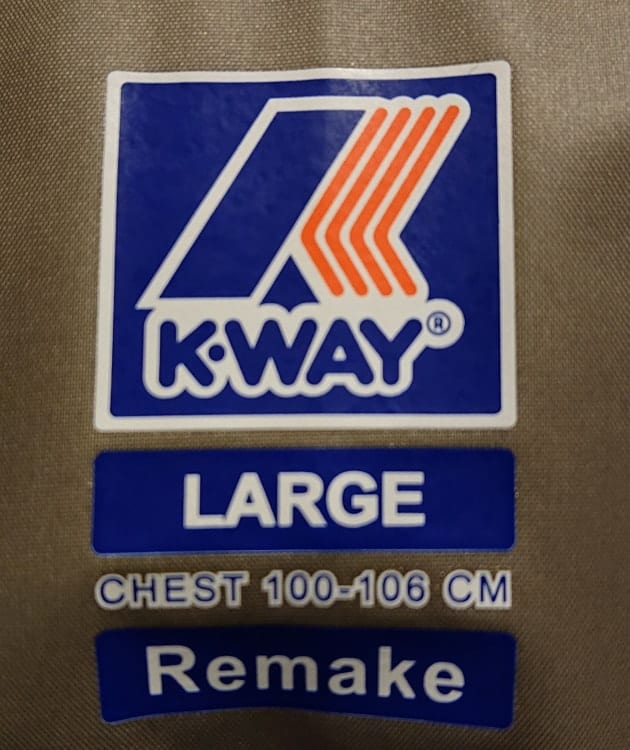 K·WAY®
LARGE
CHEST 100-106 CM
Remake